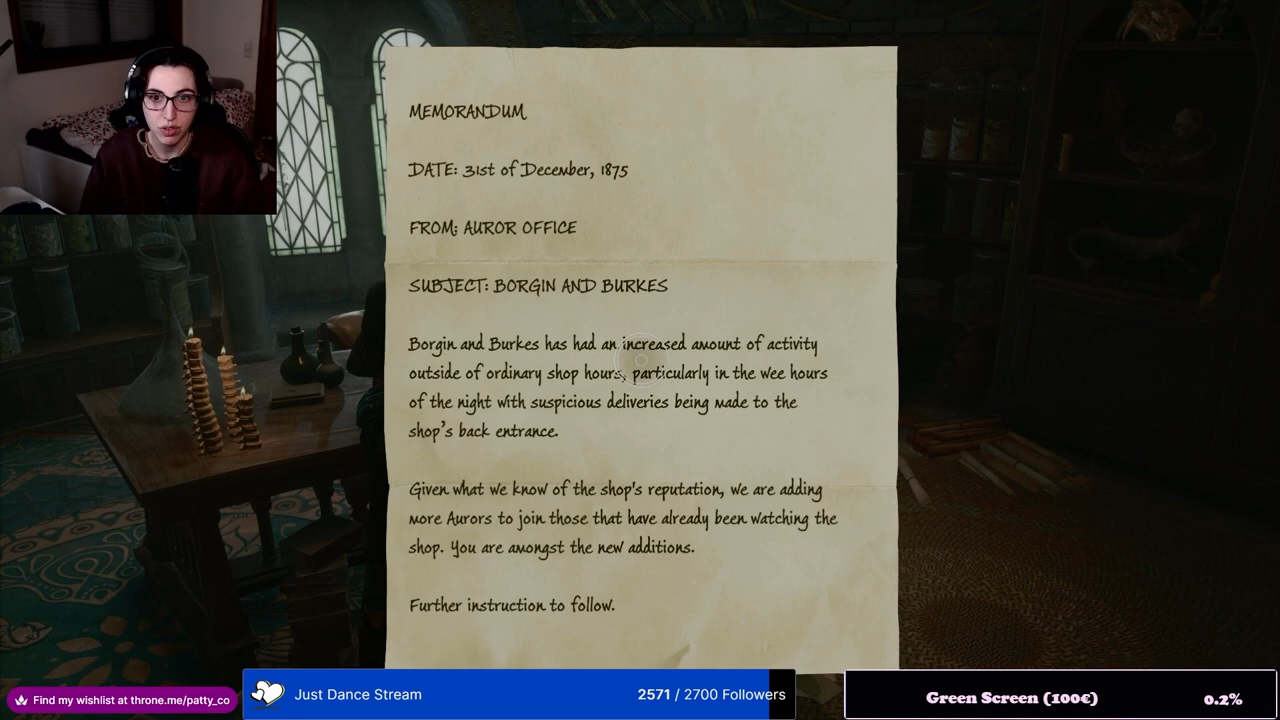 MEMORANDUM
DATE: 31st of December, 1875
FROM: AUROR OFFICE
SUBJECT: BORGIN AND BURKES
Borgin and Burkes has had an increased amount of activity
outside of ordinary shop hours, particularly in the wee hours
of the night with suspicious deliveries being made to the
shop's back entrance.
Given what we know of the shop's reputation, we are adding
more Aurors to join those that have already been watching the
shop. You are amongst the new additions.
Further instruction to follow.
Find my wishlist at throne.me/patty_co
Just Dance Stream 2571 / 2700 Followers
Green Screen (100€) 0.2%